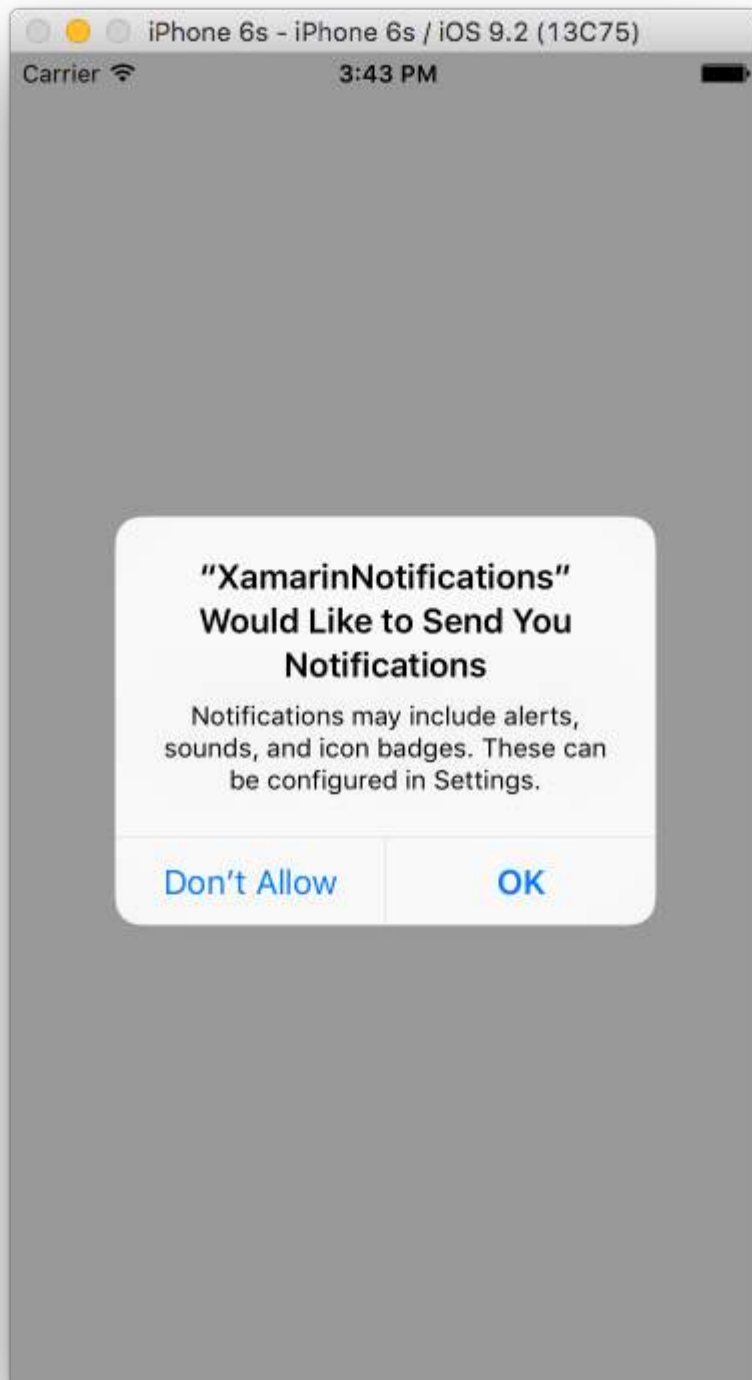 iPhone 6s - iPhone 6s / iOS 9.2 (13C75)
Carrier 3:43 PM
“XamarinNotifications”
Would Like to Send You
Notifications
Notifications may include alerts,
sounds, and icon badges. These can
be configured in Settings.
Don’t Allow OK